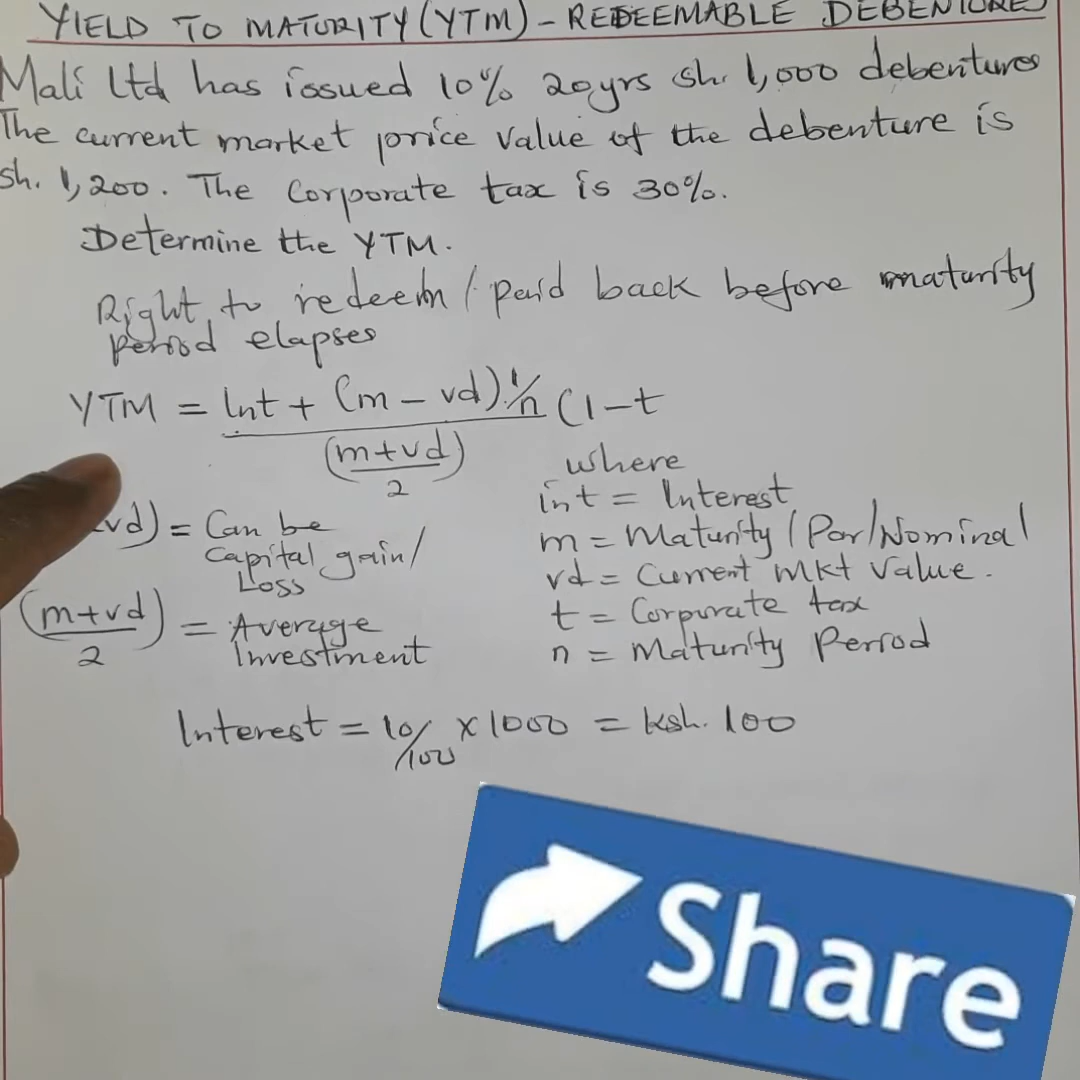 YIELD TO MATURITY (YTM) - REDEEMABLE DEBENTURES
Mali Ltd has issued 10% 20yrs sh. 1,000 debentures
The current market price value of the debenture is
sh. 1,200. The corporate tax is 30%.
Determine the YTM.
Right to redeem / paid back before maturity
period elapses
YTM = Int + (m - vd) 1/n (1-t
(m+vd)
2
where
int = Interest
m = Maturity / Par / Nominal
vd = Current mkt value.
t = Corporate tax
n = Maturity Period
vd) = Can be
capital gain/
Loss
(m+vd) = Average
2 Investment
Interest = 10/100 x 1000 = ksh. 100
Share